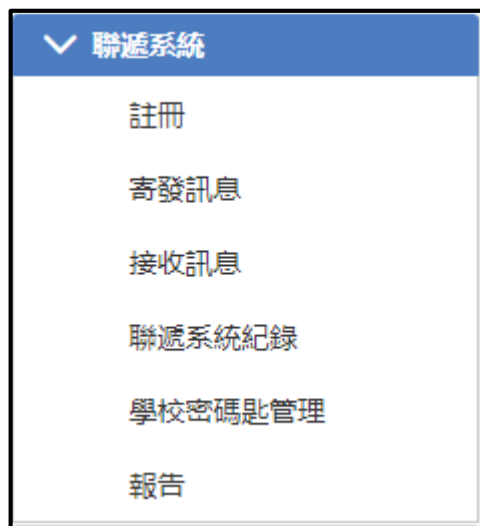 聯遞系統
註冊
寄發訊息
接收訊息
聯遞系統紀錄
學校密碼匙管理
報告